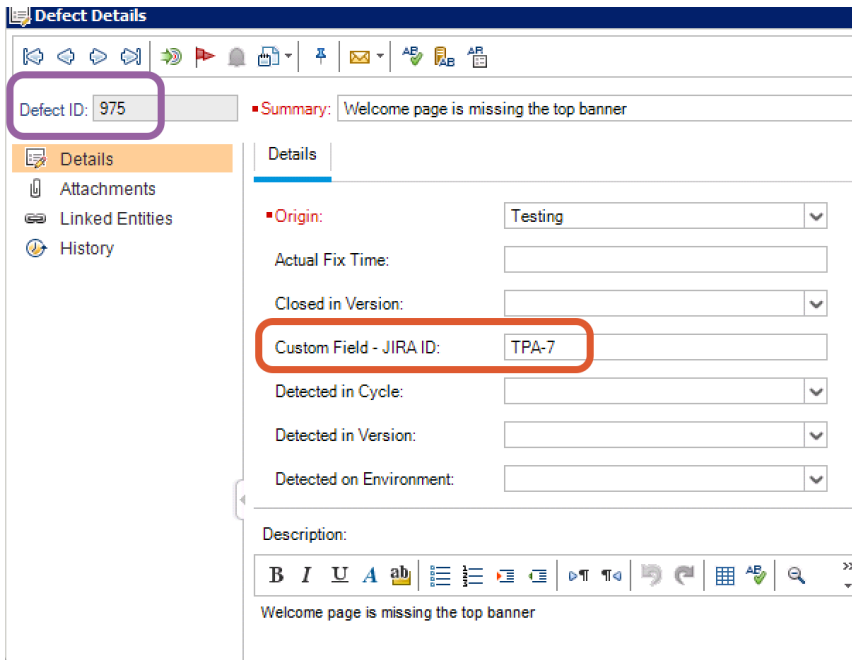 Defect Details
Defect ID: 975
Summary: Welcome page is missing the top banner
Details
Attachments
Linked Entities
History
Details
Origin: Testing
Actual Fix Time:
Closed in Version:
Custom Field - JIRA ID: TPA-7
Detected in Cycle:
Detected in Version:
Detected on Environment:
Description:
B I U A ab
Welcome page is missing the top banner